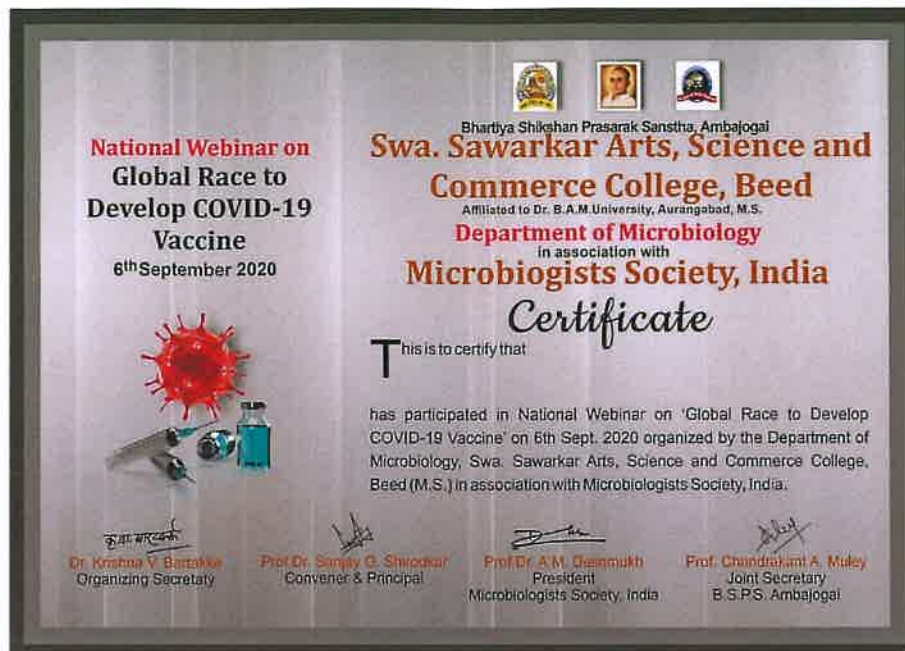 National Webinar on
Global Race to
Develop COVID-19
Vaccine
6th September 2020
Bhartiya Shikshan Prasarak Sanstha, Ambajogai
Swa. Sawarkar Arts, Science and
Commerce College, Beed
Affiliated to Dr. B.A.M.University, Aurangabad, M.S.
Department of Microbiology
in association with
Microbiogists Society, India
Certificate
This is to certify that
has participated in National Webinar on 'Global Race to Develop
COVID-19 Vaccine' on 6th Sept. 2020 organized by the Department of
Microbiology, Swa. Sawarkar Arts, Science and Commerce College,
Beed (M.S.) in association with Microbiologists Society, India.
Dr. Krishna V.
Organizing Secretaty
Prof Dr. Sanjay G. Shirodkar
Convener & Principal
Prof Dr. A.M. Deshmukh
President
Microbiologists Society, India
Prof. Chandrakant A. Muley
Joint Secretary
B.S.P.S. Ambajogai